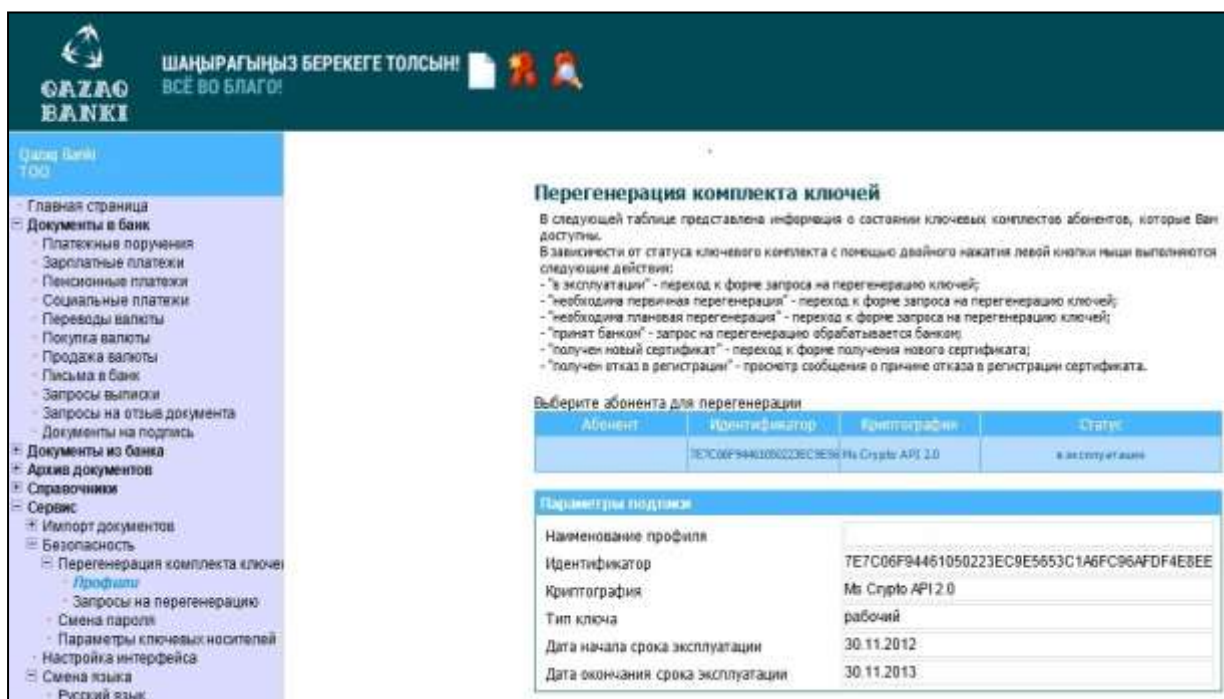 QAZAQ
BANKI
ШАҢЫРАҒЫҢЫЗ БЕРЕКЕГЕ ТОЛСЫН!
ВСЁ ВО БЛАГО!
Qazaq Banki
ТОО
Главная страница
Документы в банк
Платежные поручения
Зарплатные платежи
Пенсионные платежи
Социальные платежи
Переводы валюты
Покупка валюты
Продажа валюты
Письма в банк
Запросы выписки
Запросы на отзыв документа
Документы на подпись
Документы из банка
Архив документов
Справочники
Сервис
Импорт документов
Безопасность
Перегенерация комплекта ключей
Профили
Запросы на перегенерацию
Смена пароля
Параметры ключевых носителей
Настройка интерфейса
Смена языка
Русский язык
Перегенерация комплекта ключей
В следующей таблице представлена информация о состоянии ключевых комплектов абонентов, которые Вам
доступны.
В зависимости от статуса ключевого комплекта с помощью двойного нажатия левой кнопки мыши выполняются
следующие действия:
- "в эксплуатации" - переход к форме запроса на перегенерацию ключей;
- "необходима первичная перегенерация" - переход к форме запроса на перегенерацию ключей;
- "необходима плановая перегенерация" - переход к форме запроса на перегенерацию ключей;
- "принят банком" - запрос на перегенерацию обрабатывается банком;
- "получен новый сертификат" - переход к форме получения нового сертификата;
- "получен отказ в регистрации" - просмотр сообщения о причине отказа в регистрации сертификата.
Выберите абонента для перегенерации
Абонент Идентификатор Криптография Статус
7E7C06F94461050223EC9E56 Ms Crypto API 2.0 в эксплуатации
Параметры подписи
Наименование профиля
Идентификатор 7E7C06F94461050223EC9E5653C1A6FC96AFDF4E8EE
Криптография Ms Crypto API 2.0
Тип ключа рабочий
Дата начала срока эксплуатации 30.11.2012
Дата окончания срока эксплуатации 30.11.2013